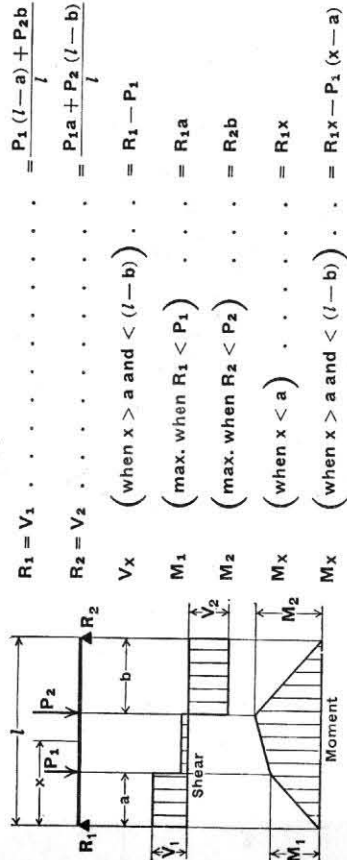 R₁ = V₁ . . . . . . . . . . . . = P₁ (l — a) + P₂b / l
R₂ = V₂ . . . . . . . . . . . . = P₁a + P₂ (l — b) / l
Vₓ (when x > a and < (l — b)) . . = R₁ — P₁
M₁ (max. when R₁ < P₁) . . . = R₁a
M₂ (max. when R₂ < P₂) . . . = R₂b
Mₓ (when x < a) . . . . . = R₁x
Mₓ (when x > a and < (l — b)) . . = R₁x — P₁ (x — a)
l
x
P₁
P₂
R₁
R₂
a
b
V₁
Shear
V₂
M₁
Moment
M₂